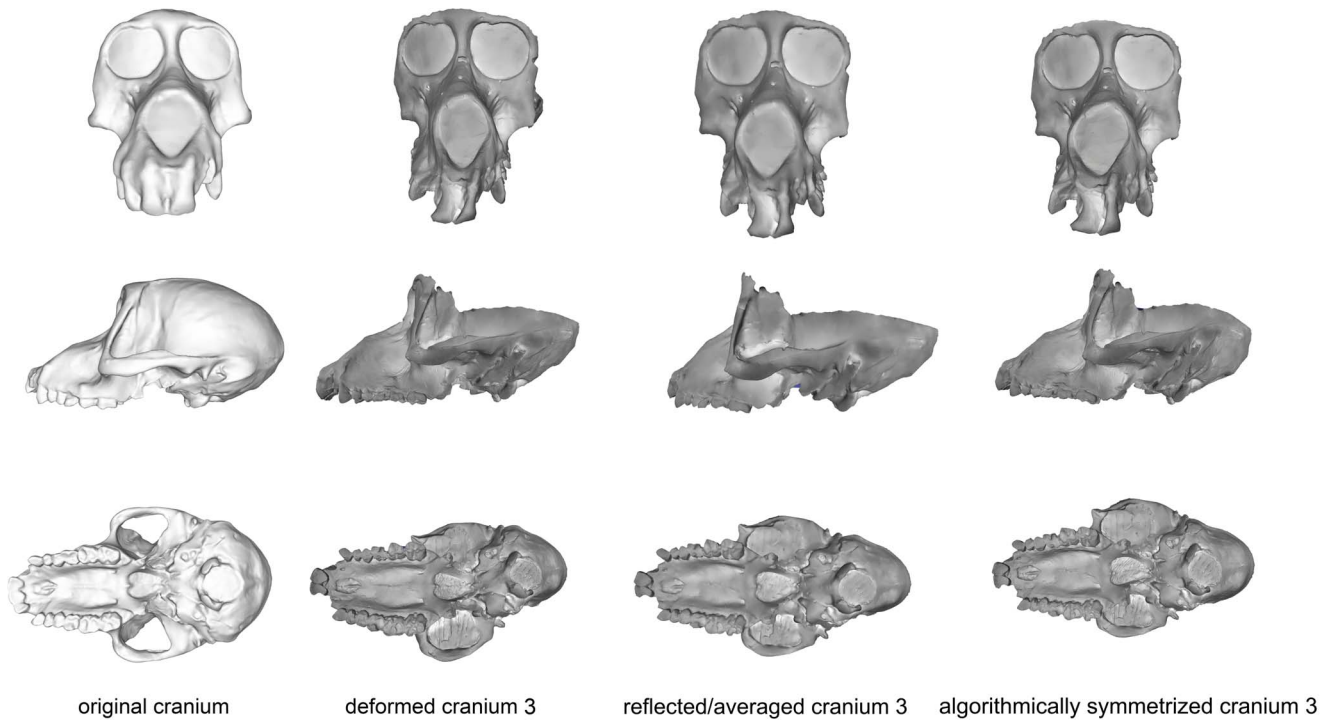 original cranium
deformed cranium 3
reflected/averaged cranium 3
algorithmically symmetrized cranium 3